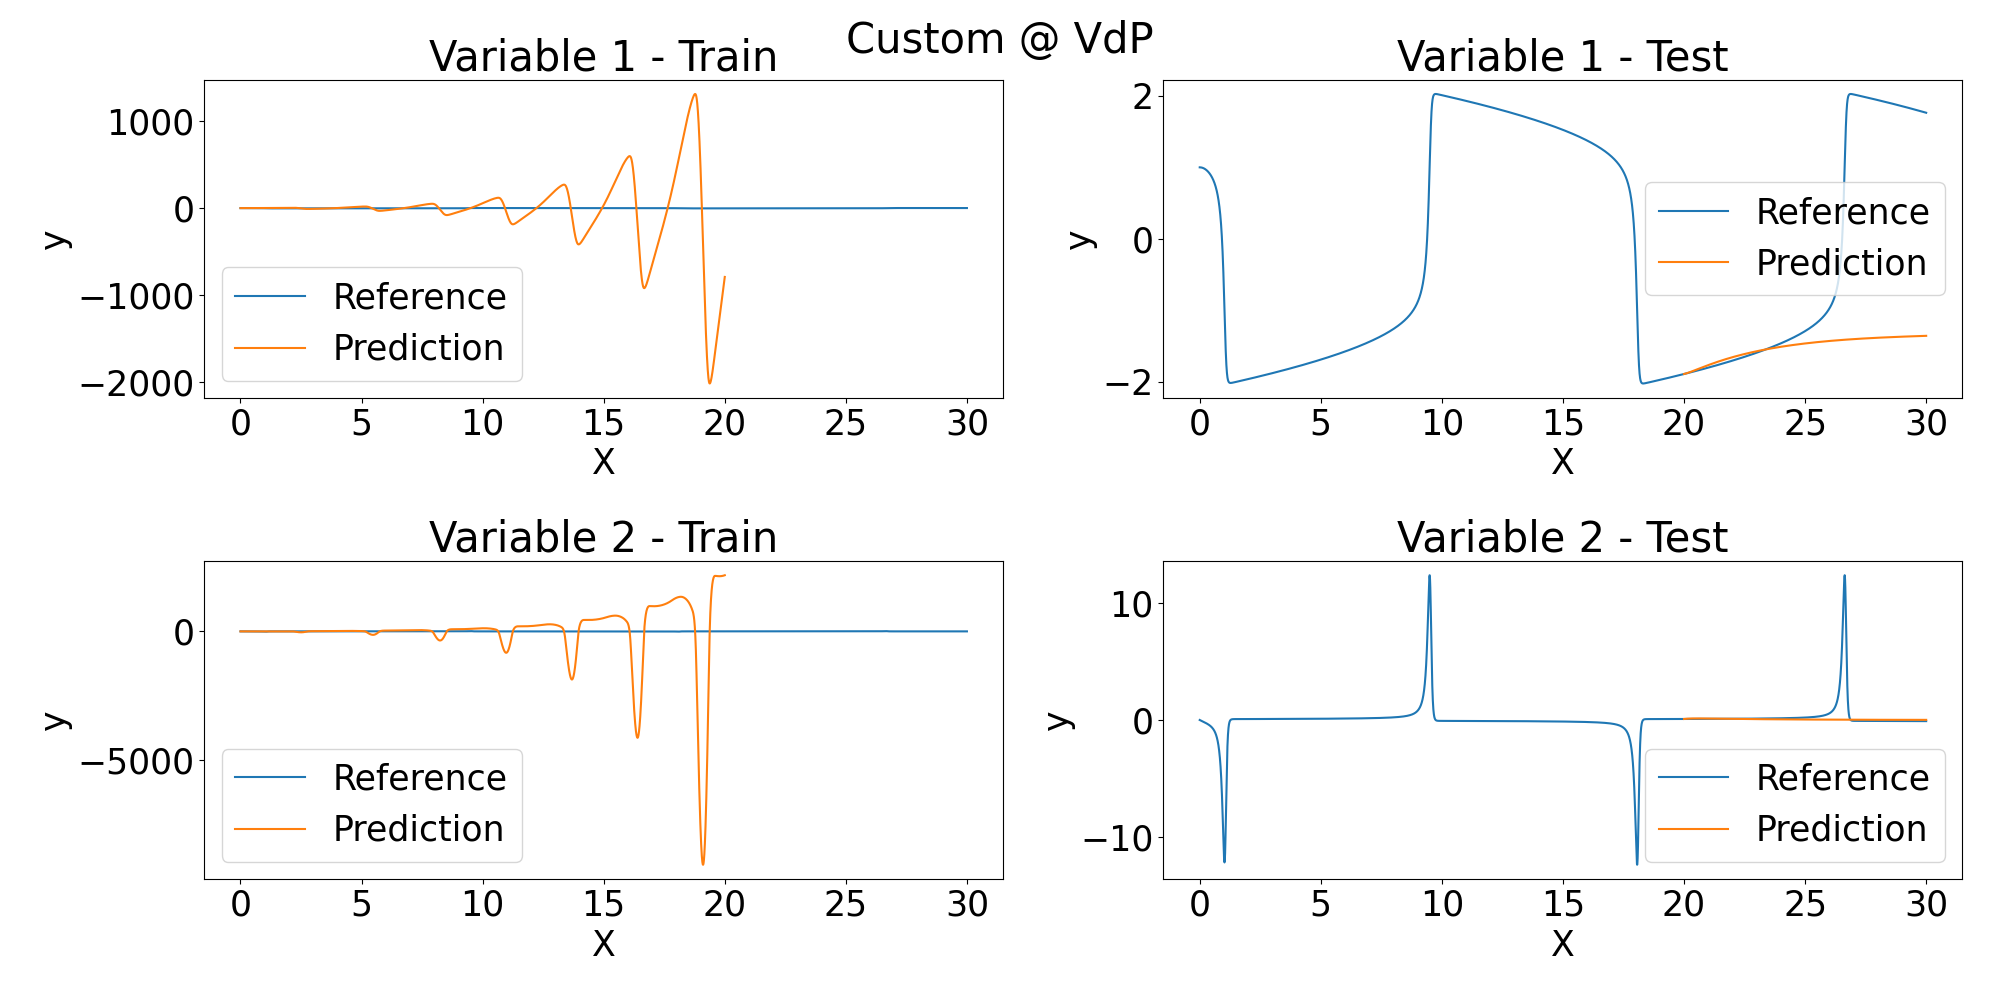 Custom @ VdP
Variable 1 - Train
1000
0
−1000
−2000
y
Reference
Prediction
0 5 10 15 20 25 30
X
Variable 1 - Test
2
0
−2
y
Reference
Prediction
0 5 10 15 20 25 30
X
Variable 2 - Train
0
−5000
y
Reference
Prediction
0 5 10 15 20 25 30
X
Variable 2 - Test
10
0
−10
y
Reference
Prediction
0 5 10 15 20 25 30
X